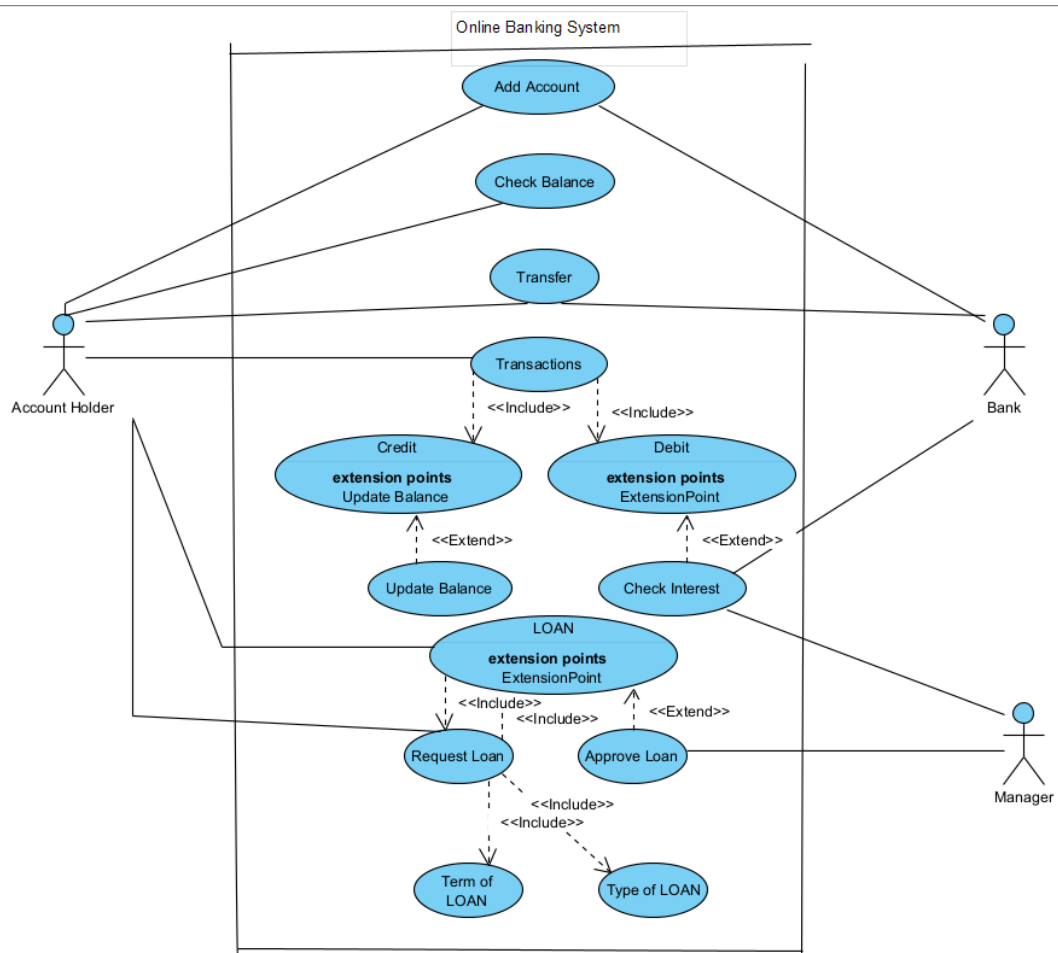 Online Banking System
Add Account
Check Balance
Transfer
Transactions
Account Holder
Bank
<<Include>>
<<Include>>
Credit
extension points
Update Balance
Debit
extension points
ExtensionPoint
<<Extend>>
<<Extend>>
Update Balance
Check Interest
LOAN
extension points
ExtensionPoint
<<Include>>
<<Include>>
<<Extend>>
Request Loan
Approve Loan
Manager
<<Include>>
<<Include>>
Term of
LOAN
Type of LOAN